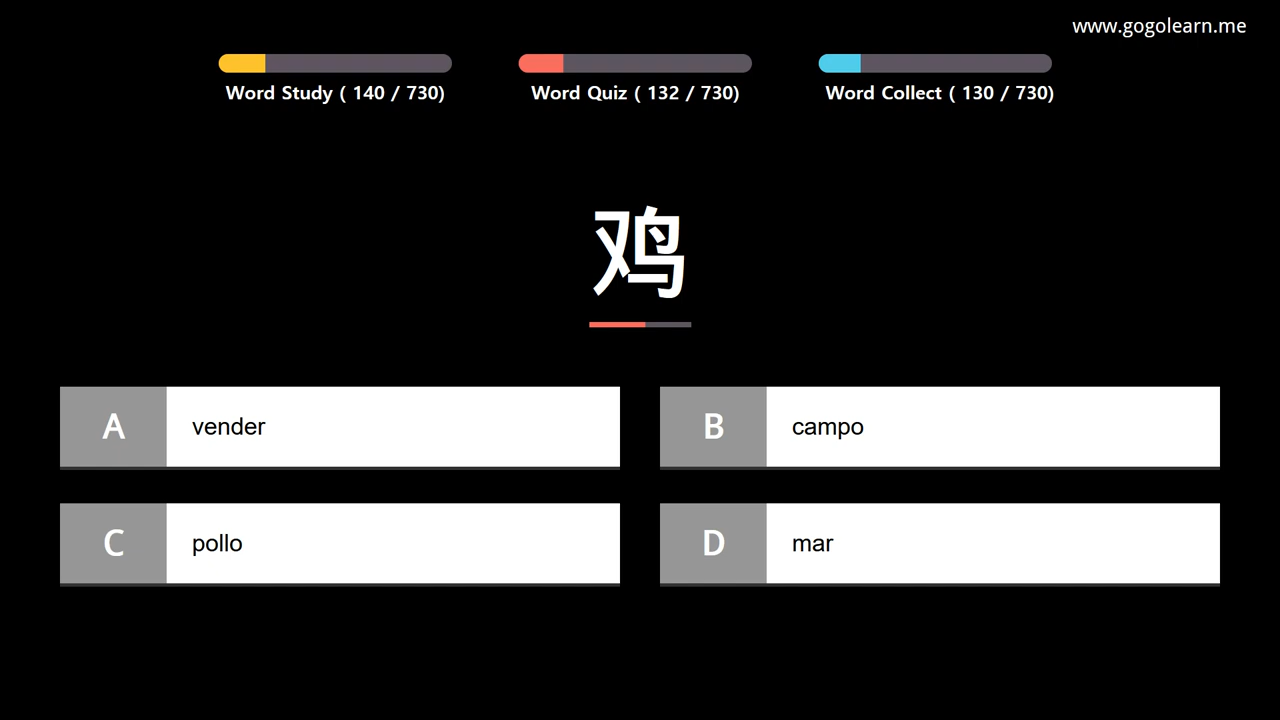 www.gogolearn.me
Word Study ( 140 / 730)
Word Quiz ( 132 / 730)
Word Collect ( 130 / 730)
鸡
A vender
B campo
C pollo
D mar